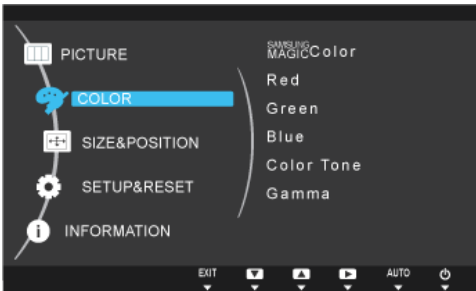 PICTURE
COLOR
SIZE&POSITION
SETUP&RESET
INFORMATION
SAMSUNG
MAGIC Color
Red
Green
Blue
Color Tone
Gamma
EXIT
AUTO